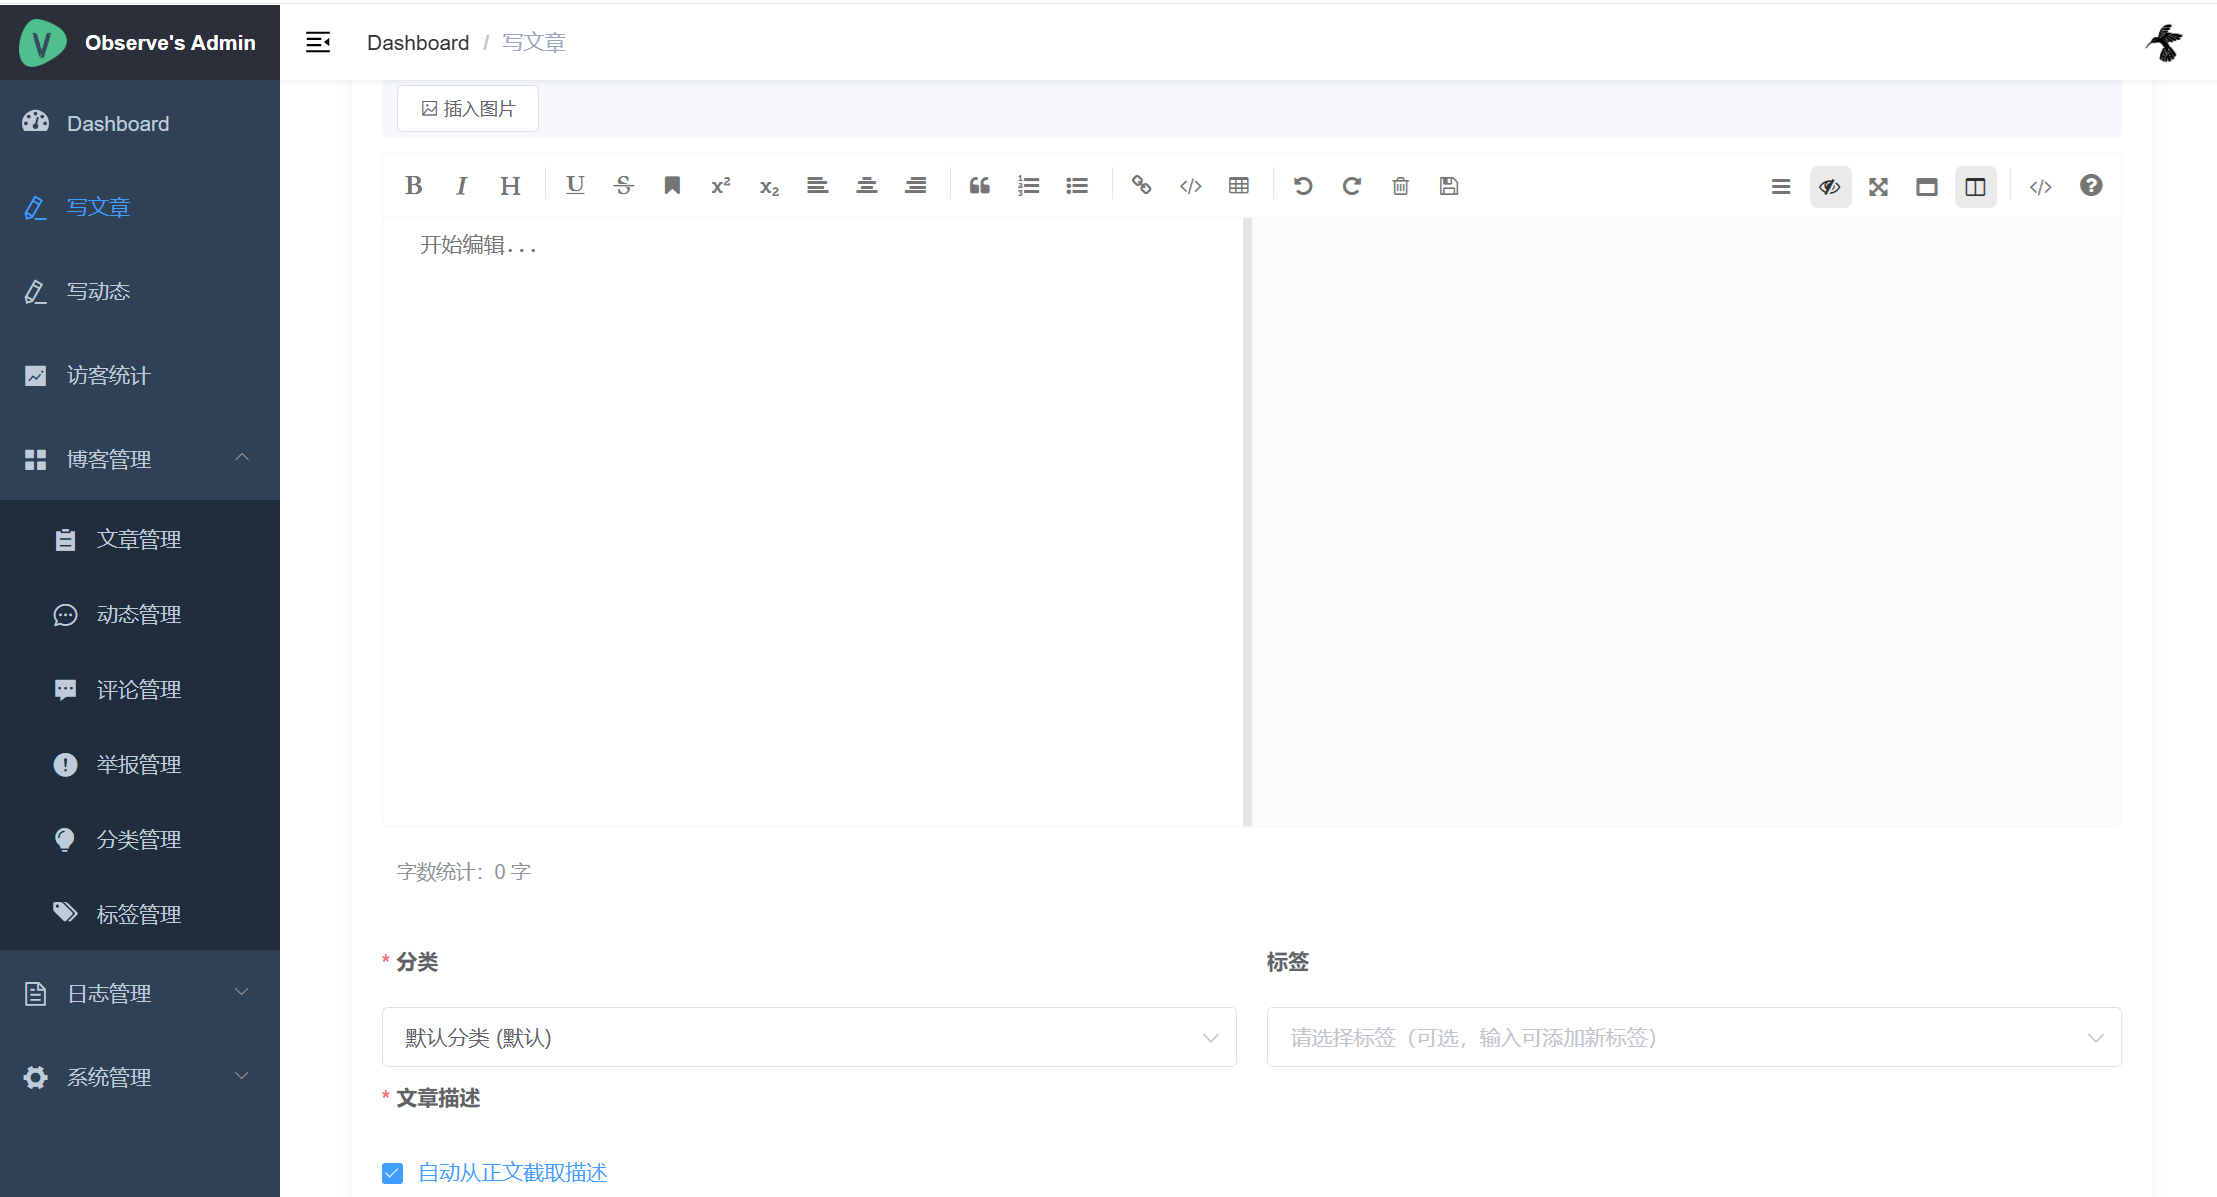 Observe's Admin
Dashboard / 写文章
Dashboard
写文章
写动态
访客统计
博客管理
文章管理
动态管理
评论管理
举报管理
分类管理
标签管理
日志管理
系统管理
插入图片
B I H U S x² x₂
开始编辑...
字数统计：0 字
* 分类
默认分类 (默认)
标签
请选择标签（可选，输入可添加新标签）
* 文章描述
自动从正文截取描述